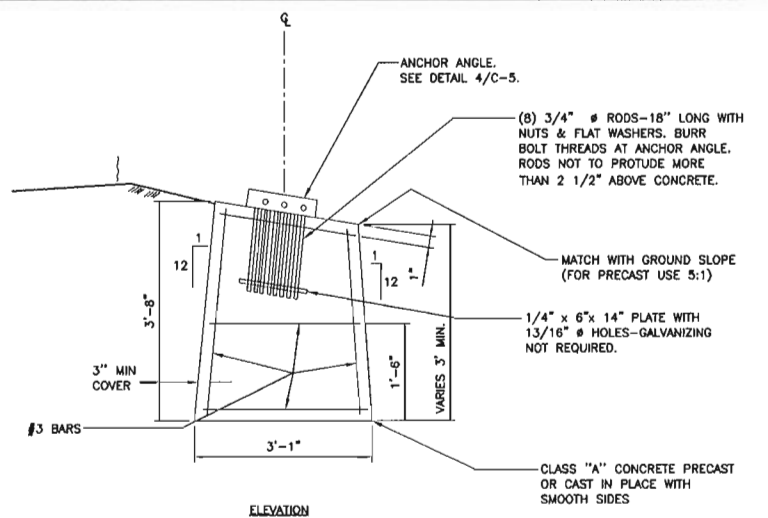 ℄
ANCHOR ANGLE.
SEE DETAIL 4/C-5.
(8) 3/4" ø RODS-18" LONG WITH
NUTS & FLAT WASHERS. BURR
BOLT THREADS AT ANCHOR ANGLE.
RODS NOT TO PROTUDE MORE
THAN 2 1/2" ABOVE CONCRETE.
1
12
1
12
1"
MATCH WITH GROUND SLOPE
(FOR PRECAST USE 5:1)
3'-8"
1/4" x 6"x 14" PLATE WITH
13/16" ø HOLES-GALVANIZING
NOT REQUIRED.
3" MIN
COVER
1'-6"
VARIES 3' MIN.
#3 BARS
3'-1"
CLASS "A" CONCRETE PRECAST
OR CAST IN PLACE WITH
SMOOTH SIDES
ELEVATION